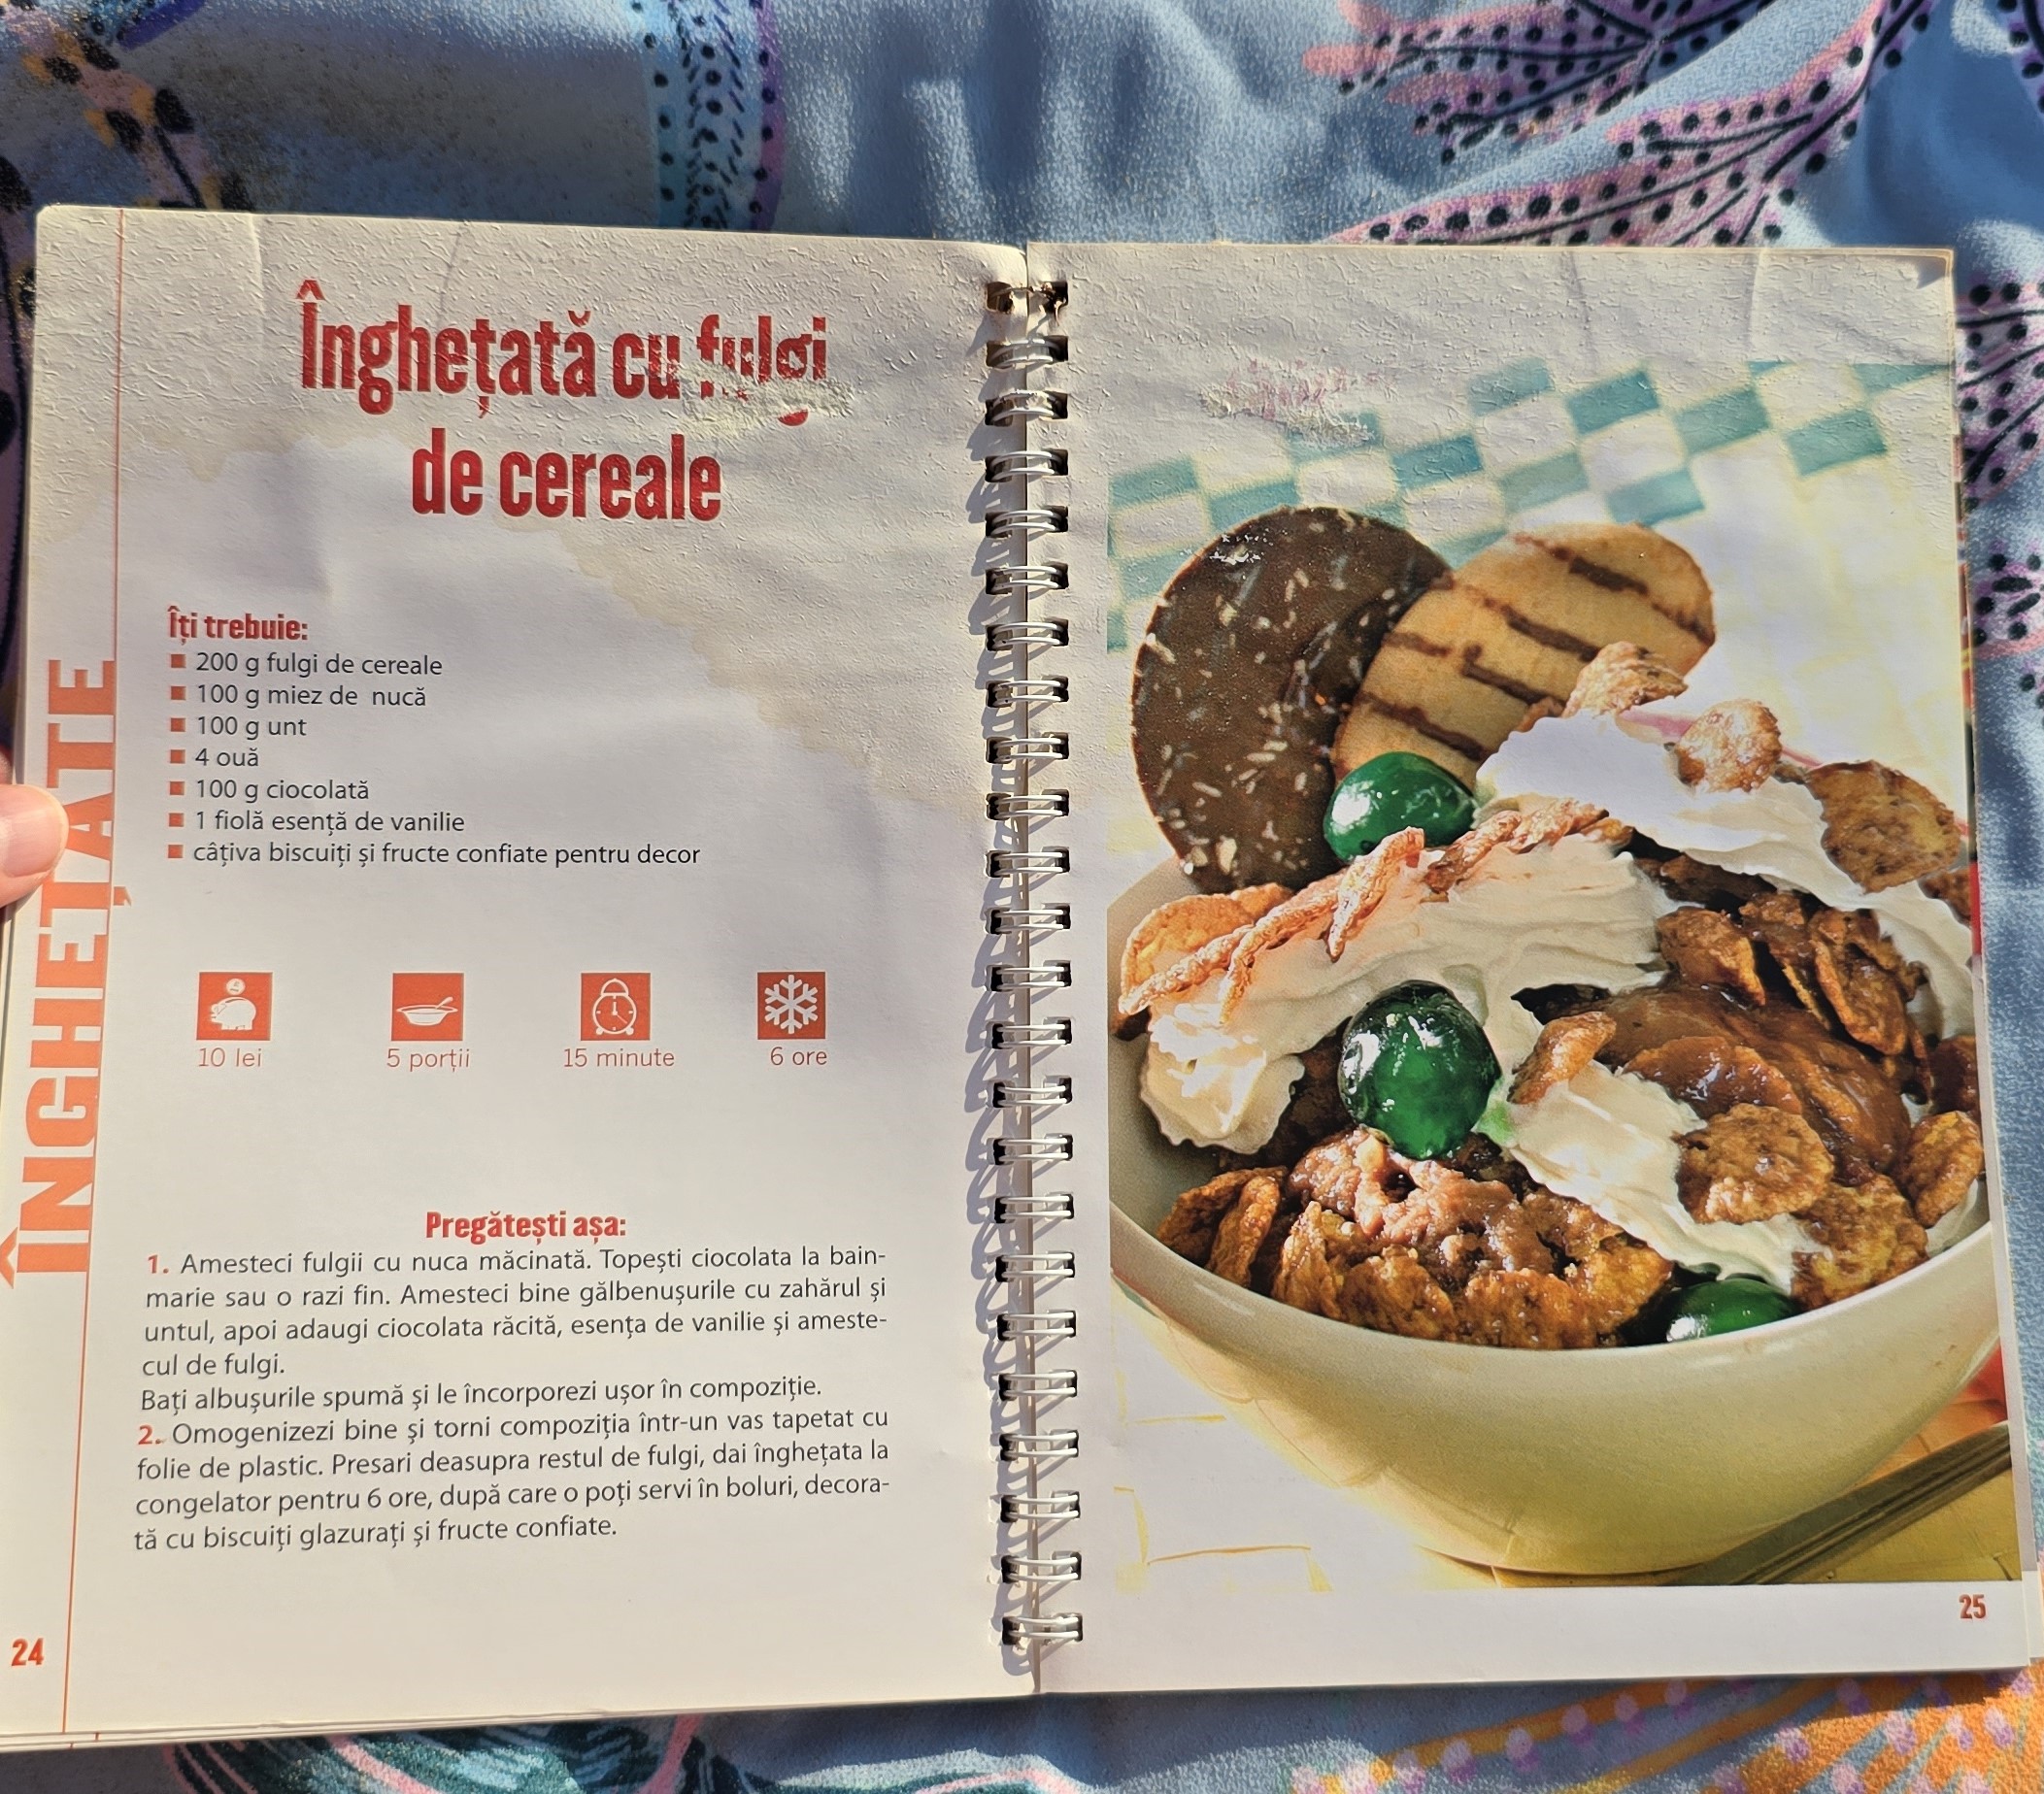 Înghețată cu fulgi
de cereale
Îți trebuie:
200 g fulgi de cereale
100 g miez de nucă
100 g unt
4 ouă
100 g ciocolată
1 fiolă esență de vanilie
câțiva biscuiți și fructe confiate pentru decor
10 lei
5 porții
15 minute
6 ore
Pregătești așa:
1. Amesteci fulgii cu nuca măcinată. Topești ciocolata la bain-
marie sau o razi fin. Amesteci bine gălbenușurile cu zahărul și
untul, apoi adaugi ciocolata răcită, esența de vanilie și ameste-
cul de fulgi.
Bați albușurile spumă și le încorporezi ușor în compoziție.
2. Omogenizezi bine și torni compoziția într-un vas tapetat cu
folie de plastic. Presari deasupra restul de fulgi, dai înghețata la
congelator pentru 6 ore, după care o poți servi în boluri, decora-
tă cu biscuiți glazurați și fructe confiate.
ÎNGHEȚATE
24
25